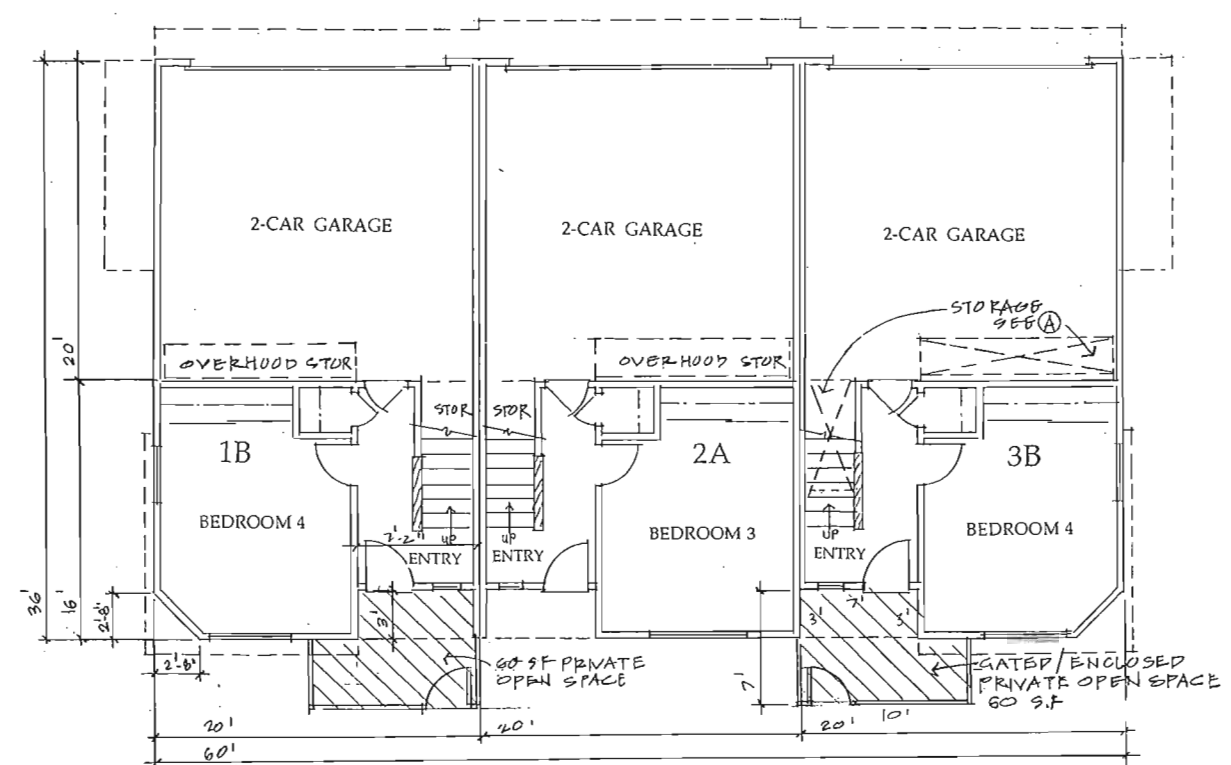 2-CAR GARAGE
2-CAR GARAGE
2-CAR GARAGE
STORAGE
SEE Ⓐ
OVERHOOD STOR
OVERHOOD STOR
20'
STOR
STOR
1B
2A
3B
BEDROOM 4
BEDROOM 3
BEDROOM 4
UP
UP
UP
7'-2"
ENTRY
ENTRY
ENTRY
36'
16'
2'-8"
3'
3'
7'
5'
2'-8"
60 SF PRIVATE
OPEN SPACE
7'
GATED/ENCLOSED
PRIVATE OPEN SPACE
60 S.F
20'
20'
20'
10'
60'